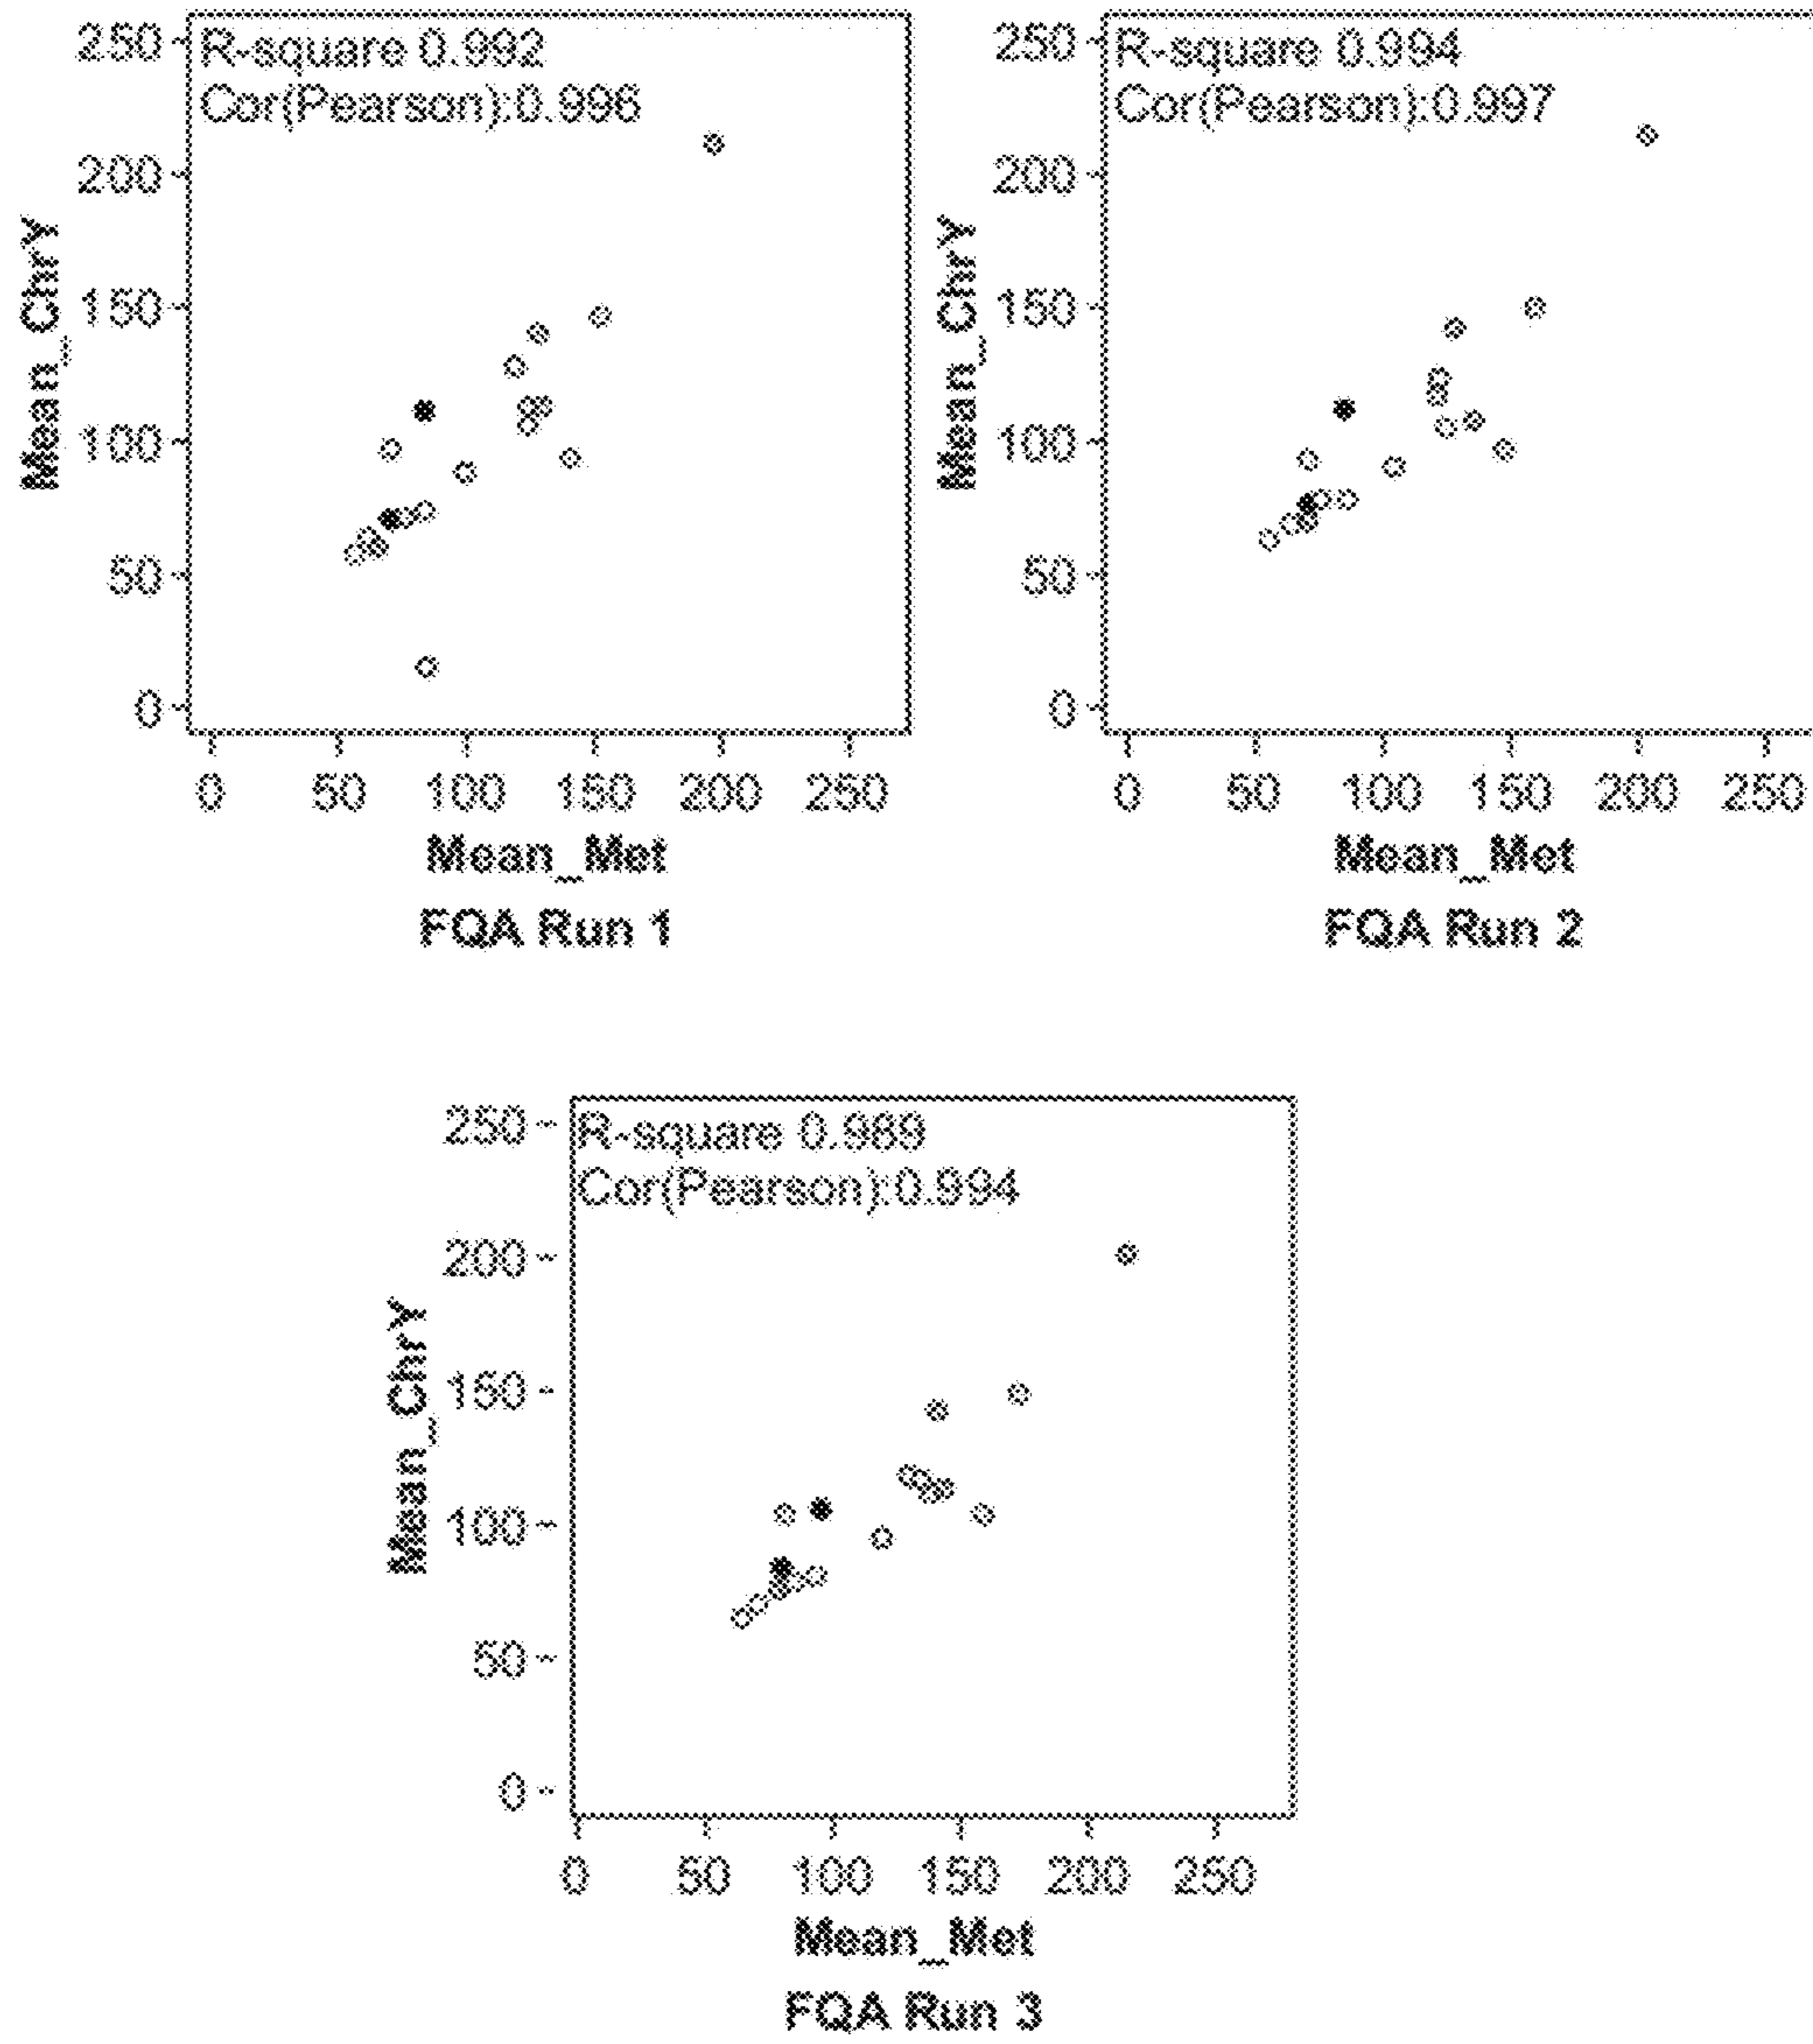 R-square 0.992
Cor(Pearson):0.996
250
200
150
100
50
0
Mean_ChrY
0 50 100 150 200 250
Mean_Met
FQA Run 1
R-square 0.994
Cor(Pearson):0.997
250
200
150
100
50
0
Mean_ChrY
0 50 100 150 200 250
Mean_Met
FQA Run 2
R-square 0.989
Cor(Pearson):0.994
250
200
150
100
50
0
Mean_ChrY
0 50 100 150 200 250
Mean_Met
FQA Run 3